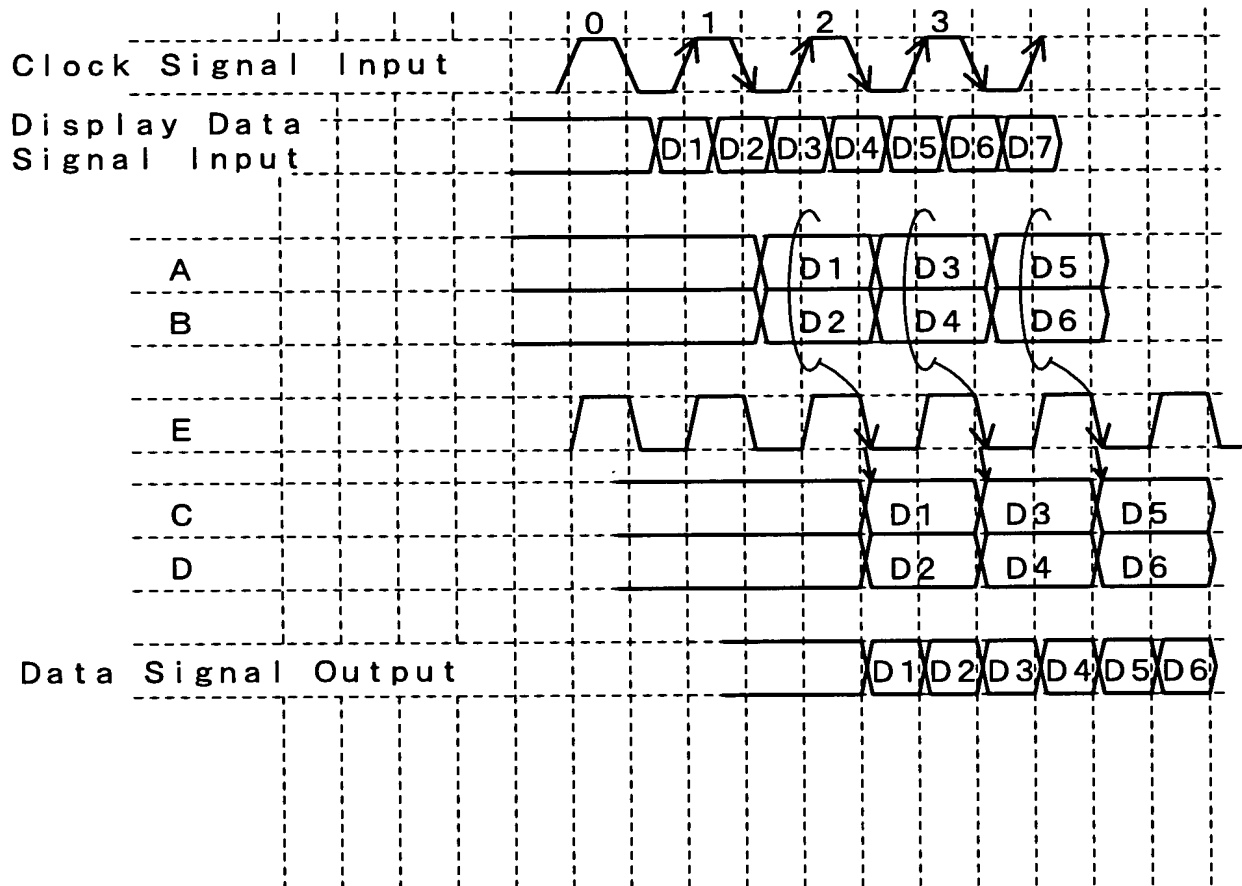 0 1 2 3
Clock Signal Input
Display Data
Signal Input
D1 D2 D3 D4 D5 D6 D7
A D1 D3 D5
B D2 D4 D6
E
C D1 D3 D5
D D2 D4 D6
Data Signal Output D1 D2 D3 D4 D5 D6